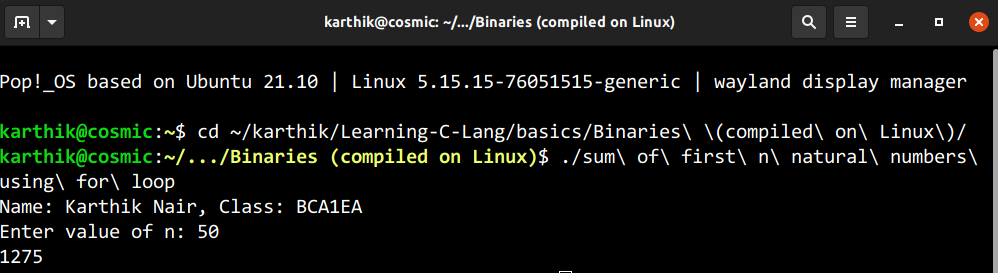 karthik@cosmic: ~/.../Binaries (compiled on Linux)
Pop!_OS based on Ubuntu 21.10 | Linux 5.15.15-76051515-generic | wayland display manager
karthik@cosmic:~$ cd ~/karthik/Learning-C-Lang/basics/Binaries\ \(compiled\ on\ Linux\)/
karthik@cosmic:~/.../Binaries (compiled on Linux)$ ./sum\ of\ first\ n\ natural\ numbers\
using\ for\ loop
Name: Karthik Nair, Class: BCA1EA
Enter value of n: 50
1275